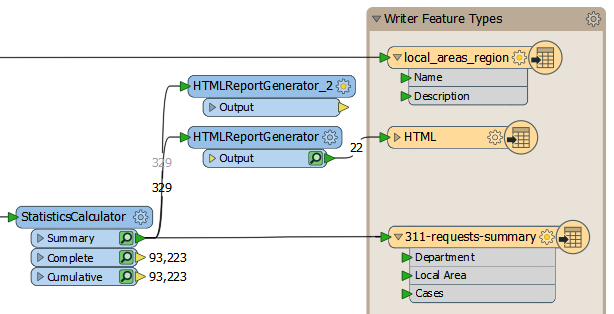 Writer Feature Types
local_areas_region
Name
Description
HTMLReportGenerator_2
Output
HTMLReportGenerator
Output
22
HTML
329
329
StatisticsCalculator
Summary
Complete
93,223
Cumulative
93,223
311-requests-summary
Department
Local Area
Cases